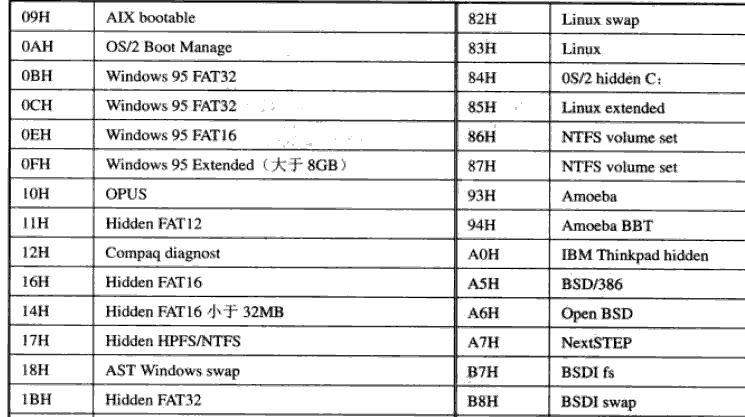 09H AIX bootable 82H Linux swap
0AH OS/2 Boot Manage 83H Linux
0BH Windows 95 FAT32 84H 0S/2 hidden C:
0CH Windows 95 FAT32 85H Linux extended
0EH Windows 95 FAT16 86H NTFS volume set
0FH Windows 95 Extended（大于 8GB） 87H NTFS volume set
10H OPUS 93H Amoeba
11H Hidden FAT12 94H Amoeba BBT
12H Compaq diagnost A0H IBM Thinkpad hidden
16H Hidden FAT16 A5H BSD/386
14H Hidden FAT16 小于 32MB A6H Open BSD
17H Hidden HPFS/NTFS A7H NextSTEP
18H AST Windows swap B7H BSDI fs
1BH Hidden FAT32 B8H BSDI swap